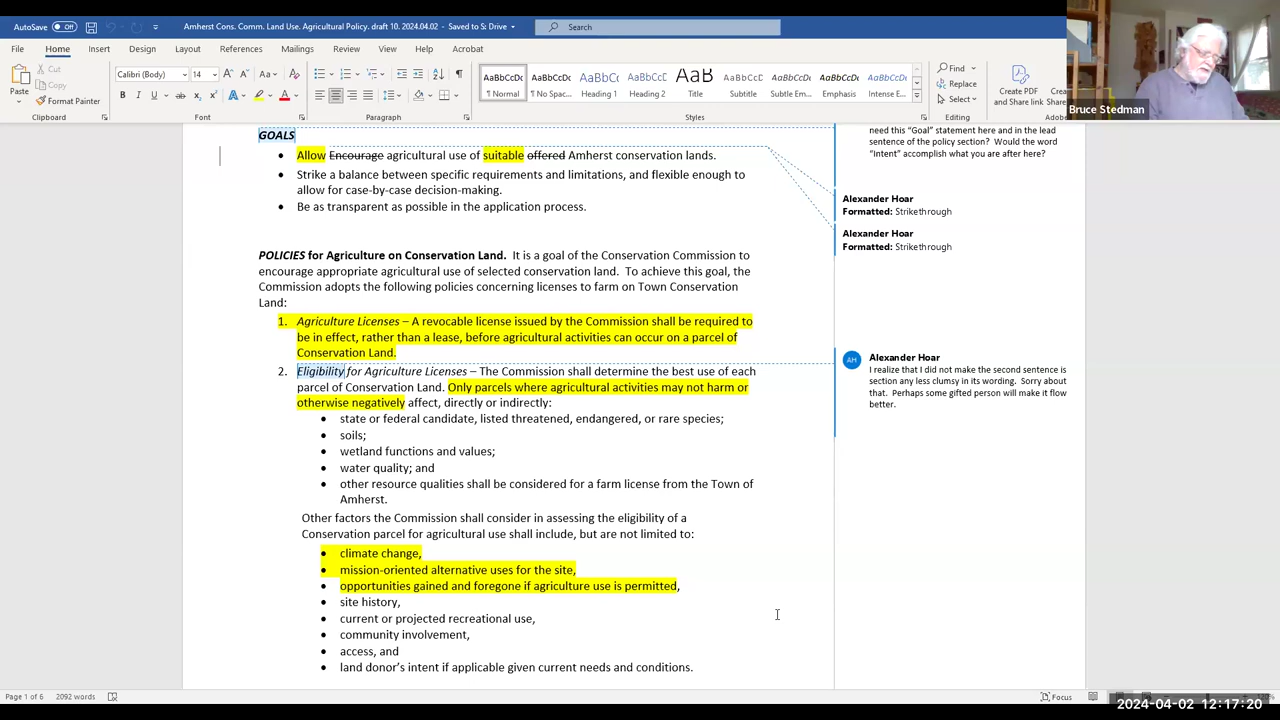 AutoSave Off Amherst Cons. Comm. Land Use. Agricultural Policy. draft 10. 2024.04.02 - Saved to S: Drive Search
File Home Insert Design Layout References Mailings Review View Help Acrobat
Paste Cut Copy Format Painter
Calibri (Body) 14
AaBbCcDc AaBbCcDc AaBbCc AaBbCcD AaB AaBbCcD AaBbCcDc AaBbCcDc AaBbCcDc
¶ Normal ¶ No Spac... Heading 1 Heading 2 Title Subtitle Subtle Em... Emphasis Intense E...
Find Replace Select
Create PDF and Share link
Clipboard Font Paragraph Styles Editing
Bruce Stedman
GOALS
• Allow Encourage agricultural use of suitable offered Amherst conservation lands.
• Strike a balance between specific requirements and limitations, and flexible enough to
allow for case-by-case decision-making.
• Be as transparent as possible in the application process.
POLICIES for Agriculture on Conservation Land. It is a goal of the Conservation Commission to
encourage appropriate agricultural use of selected conservation land. To achieve this goal, the
Commission adopts the following policies concerning licenses to farm on Town Conservation
Land:
1. Agriculture Licenses – A revocable license issued by the Commission shall be required to
be in effect, rather than a lease, before agricultural activities can occur on a parcel of
Conservation Land.
2. Eligibility for Agriculture Licenses – The Commission shall determine the best use of each
parcel of Conservation Land. Only parcels where agricultural activities may not harm or
otherwise negatively affect, directly or indirectly:
• state or federal candidate, listed threatened, endangered, or rare species;
• soils;
• wetland functions and values;
• water quality; and
• other resource qualities shall be considered for a farm license from the Town of
Amherst.
Other factors the Commission shall consider in assessing the eligibility of a
Conservation parcel for agricultural use shall include, but are not limited to:
• climate change,
• mission-oriented alternative uses for the site,
• opportunities gained and foregone if agriculture use is permitted,
• site history,
• current or projected recreational use,
• community involvement,
• access, and
• land donor's intent if applicable given current needs and conditions.
need this “Goal” statement here and in the lead
sentence of the policy section? Would the word
“Intent” accomplish what you are after here?
Alexander Hoar
Formatted: Strikethrough
Alexander Hoar
Formatted: Strikethrough
AH Alexander Hoar
I realize that I did not make the second sentence is
section any less clumsy in its wording. Sorry about
that. Perhaps some gifted person will make it flow
better.
Page 1 of 6 2092 words Focus
2024-04-02 12:17:20